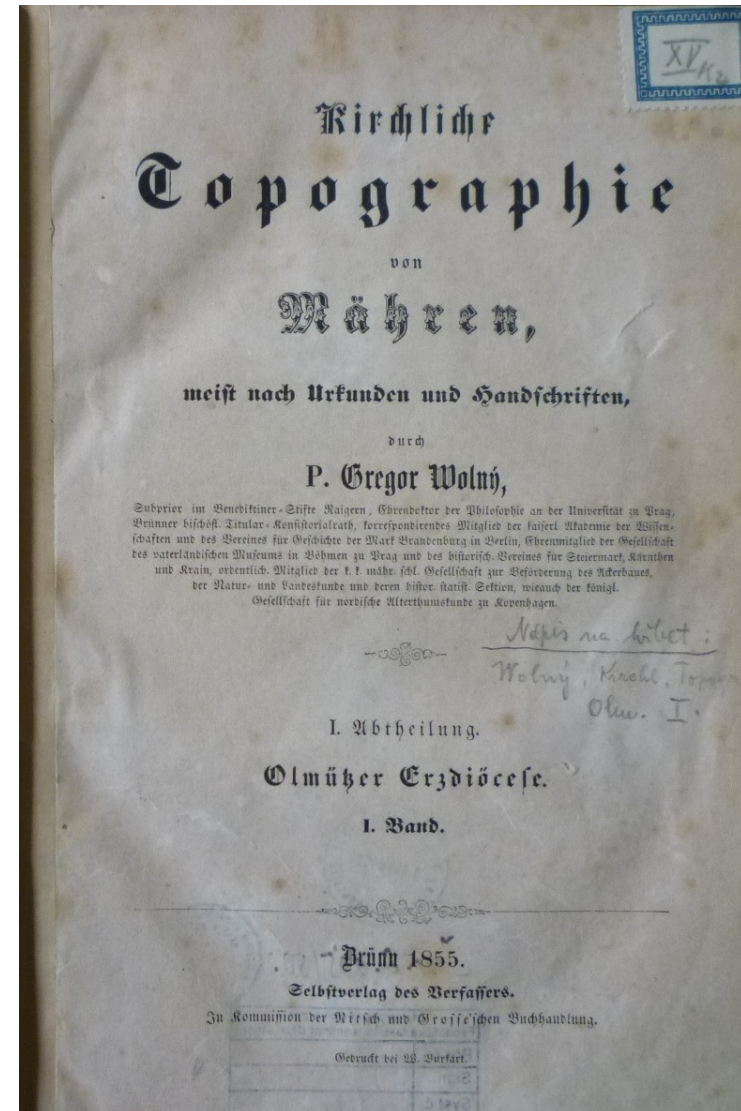 XV
Kirchliche
Topographie
von
Mähren,
meist nach Urkunden und Handschriften,
durch
P. Gregor Wolný,
Subprior im Benediktiner-Stifte Raigern, Ehrendoktor der Philosophie an der Universität zu Prag,
Brünner bischöfl. Titular-Konsistorialrath, korrespondirendes Mitglied der kaiserl. Akademie der Wissen-
schaften und des Vereines für Geschichte der Mark Brandenburg in Berlin, Ehrenmitglied der Gesellschaft
des vaterländischen Museums in Böhmen zu Prag und des historisch. Vereines für Steiermark, Kärnthen
und Krain, ordentlich. Mitglied der k. k. mähr. schl. Gesellschaft zur Beförderung des Ackerbaues,
der Natur- und Landeskunde und deren histor. statist. Sektion, wieauch der königl.
Gesellschaft für nordische Alterthumskunde zu Kopenhagen.
Nápis na hřbet:
Wolný, Kirchl. Topogr.
Olm. I.
I. Abtheilung.
Olmützer Erzdiöcese.
I. Band.
Brünn 1855.
Selbstverlag des Verfassers.
In Kommission der Nitsch und Grosse'schen Buchhandlung.
Gedruckt bei W. Burkart.